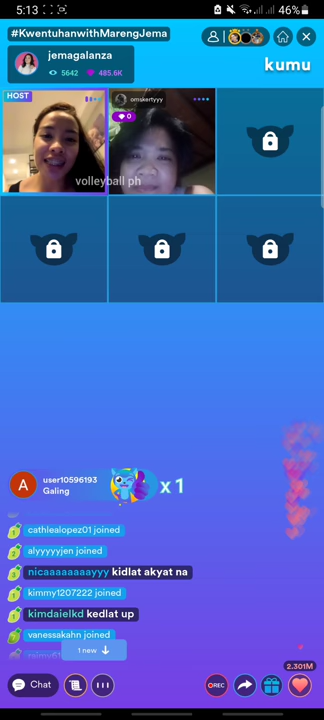 5:13
46%
#KwentuhanwithMarengJema
jemagalanza
5642
485.6K
kumu
HOST
omskertyyy
0
volleyball ph
A
user10596193
Galing
x 1
cathlealopez01 joined
alyyyyyjen joined
nicaaaaaaaayyy kidlat akyat na
kimmy1207222 joined
kimdaielkd kedlat up
vanessakahn joined
1 new
2.301M
Chat
REC